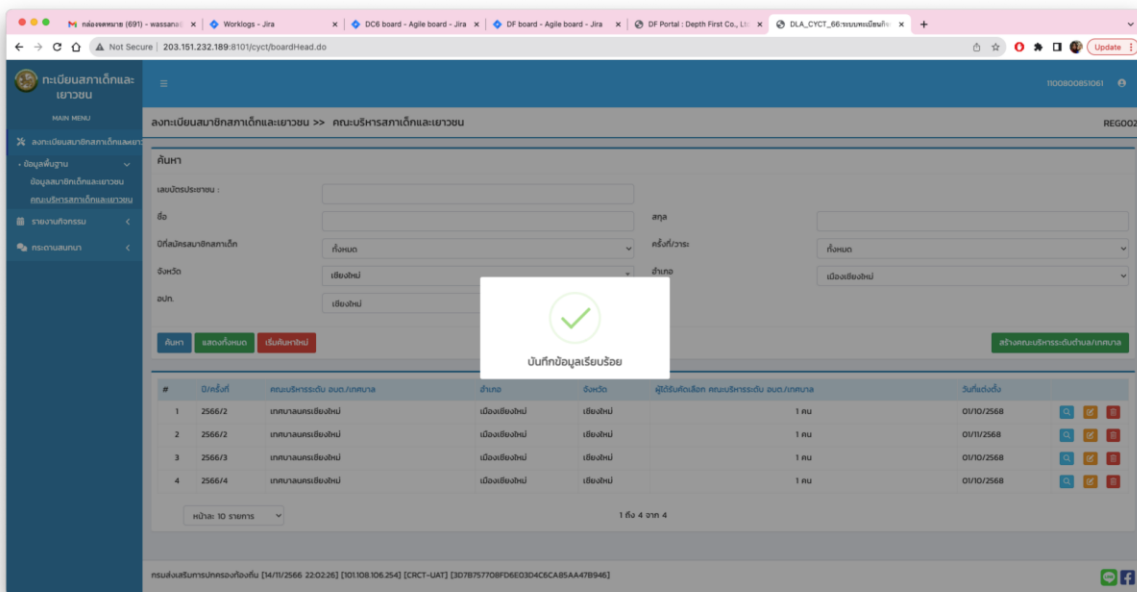 กล่องจดหมาย (691) - wassana
Worklogs - Jira
DC6 board - Agile board - Jira
DF board - Agile board - Jira
DF Portal : Depth First Co., Lt
DLA_CYCT_66:ระบบทะเบียนกิจ
Not Secure | 203.151.232.189:8101/cyct/boardHead.do
Update
ทะเบียนสภาเด็กและ
เยาวชน
1100800851061
MAIN MENU
ลงทะเบียนสมาชิกสภาเด็กและเยาวชน >> คณะบริหารสภาเด็กและเยาวชน
REG002
ลงทะเบียนสมาชิกสภาเด็กและเยาว
ข้อมูลพื้นฐาน
ข้อมูลสมาชิกเด็กและเยาวชน
คณะบริหารสภาเด็กและเยาวชน
รายงานกิจกรรม
กระดานสนทนา
ค้นหา
เลขบัตรประชาชน :
ชื่อ
สกุล
ปีที่สมัครสมาชิกสภาเด็ก ทั้งหมด
ครั้งที่/วาระ ทั้งหมด
จังหวัด เชียงใหม่
อำเภอ เมืองเชียงใหม่
อปท. เชียงใหม่
ค้นหา แสดงทั้งหมด เริ่มค้นหาใหม่
สร้างคณะบริหารระดับตำบล/เทศบาล
บันทึกข้อมูลเรียบร้อย
# ปี/ครั้งที่ คณะบริหารระดับ อบต./เทศบาล อำเภอ จังหวัด ผู้ได้รับคัดเลือก คณะบริหารระดับ อบต./เทศบาล วันที่แต่งตั้ง
1 2566/2 เทศบาลนครเชียงใหม่ เมืองเชียงใหม่ เชียงใหม่ 1 คน 01/10/2568
2 2566/2 เทศบาลนครเชียงใหม่ เมืองเชียงใหม่ เชียงใหม่ 1 คน 01/11/2568
3 2566/3 เทศบาลนครเชียงใหม่ เมืองเชียงใหม่ เชียงใหม่ 1 คน 01/10/2568
4 2566/4 เทศบาลนครเชียงใหม่ เมืองเชียงใหม่ เชียงใหม่ 1 คน 01/10/2568
หน้าละ 10 รายการ
1 ถึง 4 จาก 4
กรมส่งเสริมการปกครองท้องถิ่น [14/11/2566 22:02:26] [101.108.106.254] [CRCT-UAT] [3D7B757708FD6E03D4C6CA85AA47B946]